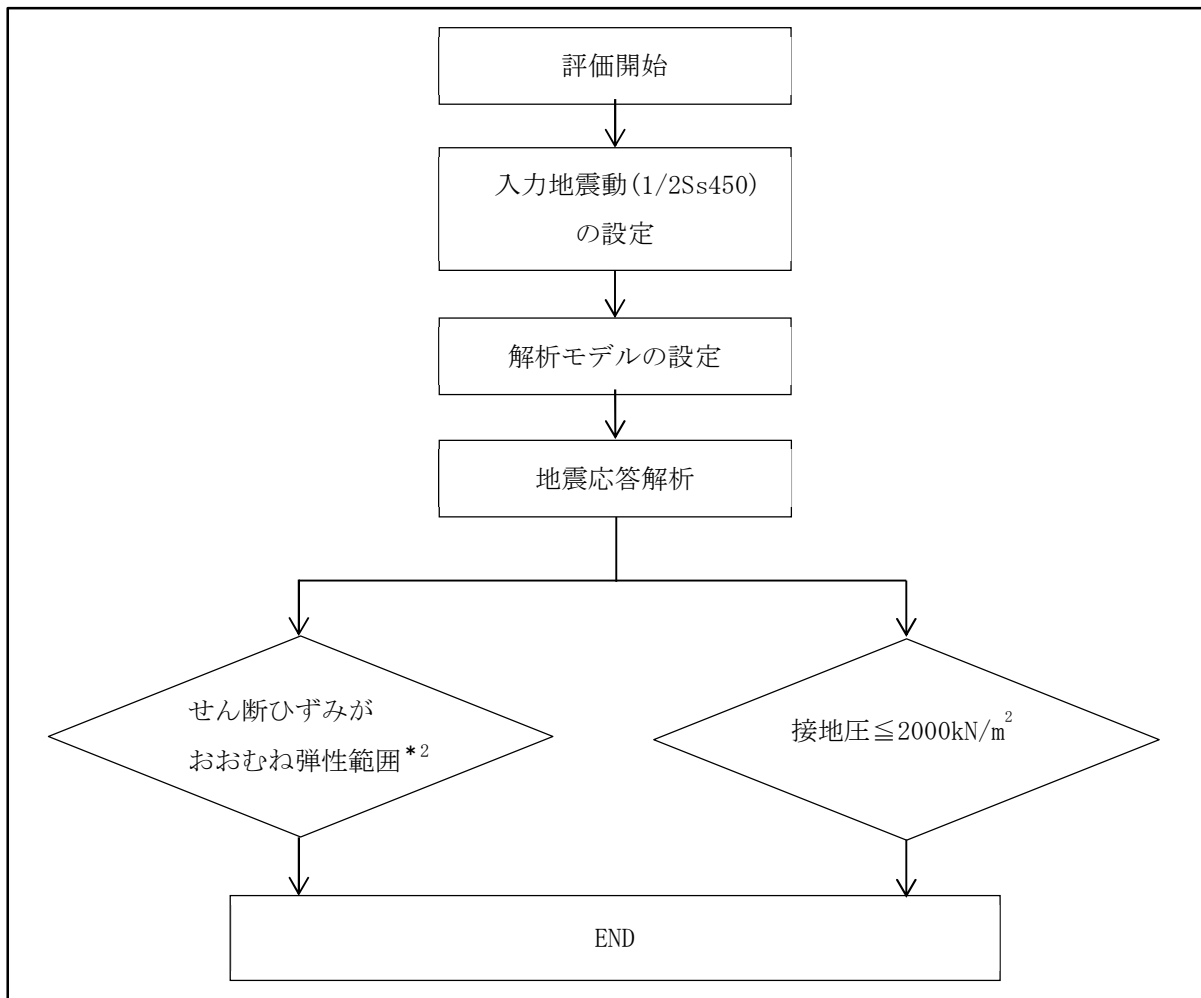 評価開始
入力地震動(1/2Ss450)
の設定
解析モデルの設定
地震応答解析
せん断ひずみが
おおむね弾性範囲*2
接地圧≦2000kN/m2
END